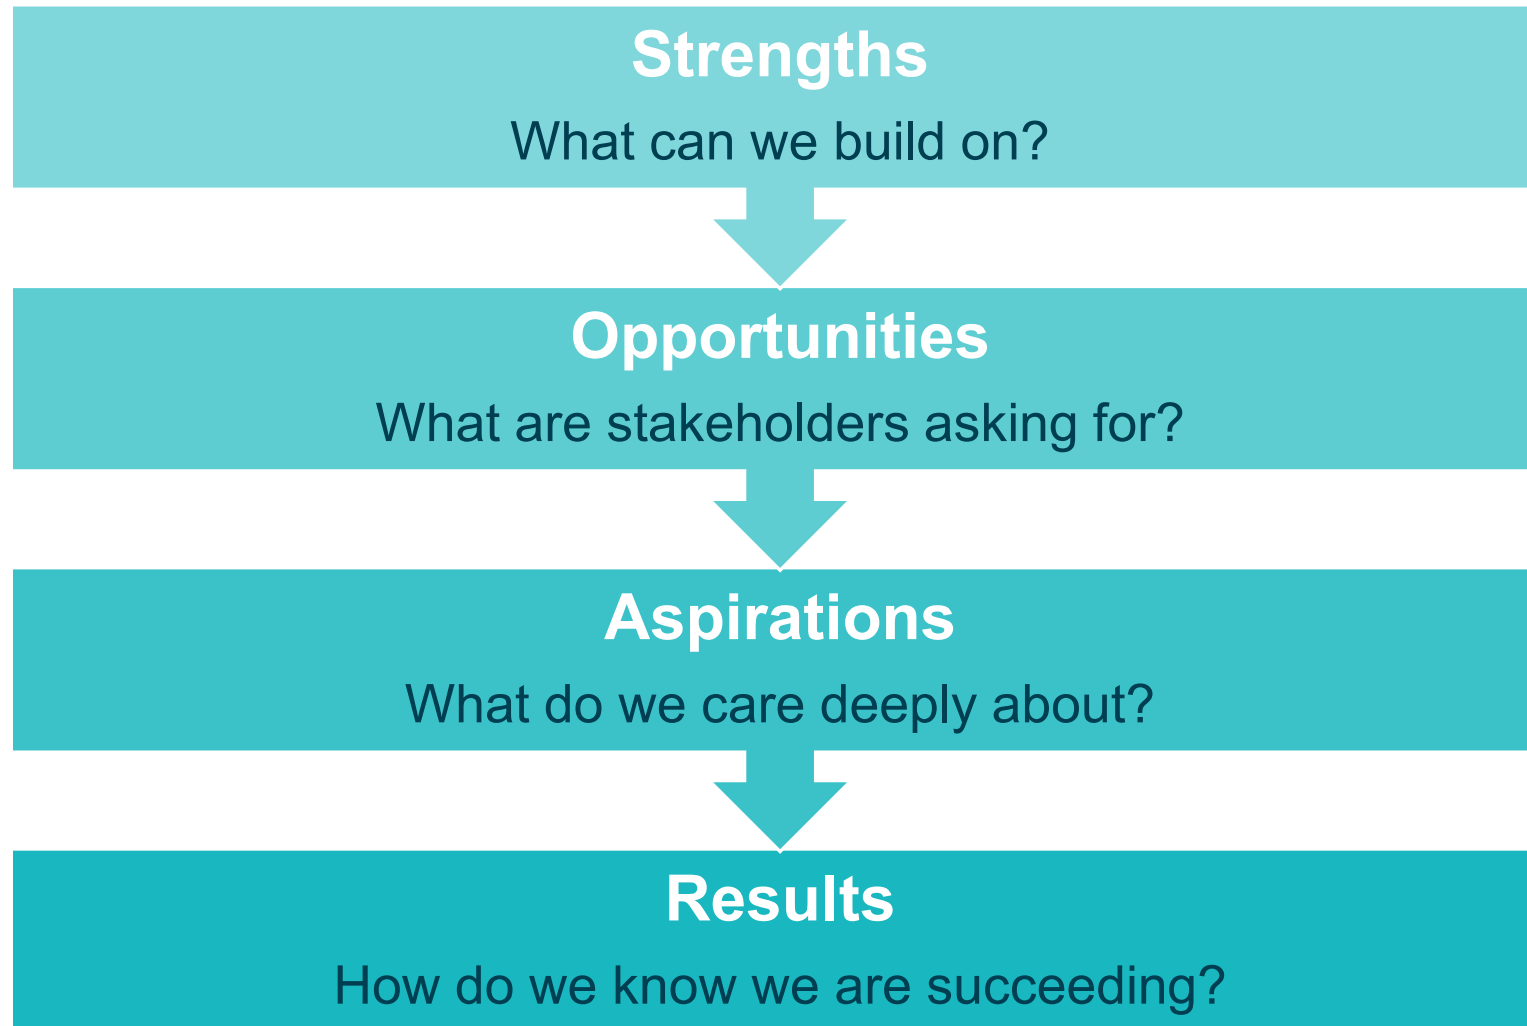 Strengths
What can we build on?
Opportunities
What are stakeholders asking for?
Aspirations
What do we care deeply about?
Results
How do we know we are succeeding?